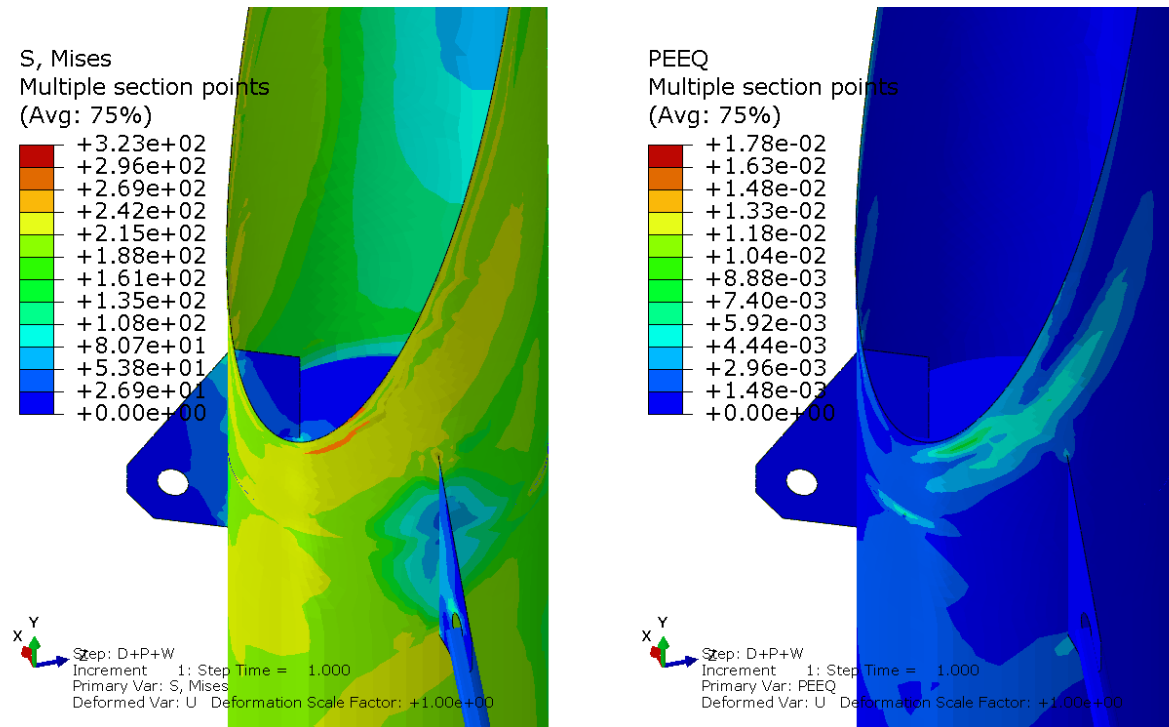 S, Mises
Multiple section points
(Avg: 75%)
+3.23e+02
+2.96e+02
+2.69e+02
+2.42e+02
+2.15e+02
+1.88e+02
+1.61e+02
+1.35e+02
+1.08e+02
+8.07e+01
+5.38e+01
+2.69e+01
+0.00e+00
Y
X
Z
Step: D+P+W
Increment 1: Step Time = 1.000
Primary Var: S, Mises
Deformed Var: U Deformation Scale Factor: +1.00e+00
PEEQ
Multiple section points
(Avg: 75%)
+1.78e-02
+1.63e-02
+1.48e-02
+1.33e-02
+1.18e-02
+1.04e-02
+8.88e-03
+7.40e-03
+5.92e-03
+4.44e-03
+2.96e-03
+1.48e-03
+0.00e+00
Y
X
Z
Step: D+P+W
Increment 1: Step Time = 1.000
Primary Var: PEEQ
Deformed Var: U Deformation Scale Factor: +1.00e+00